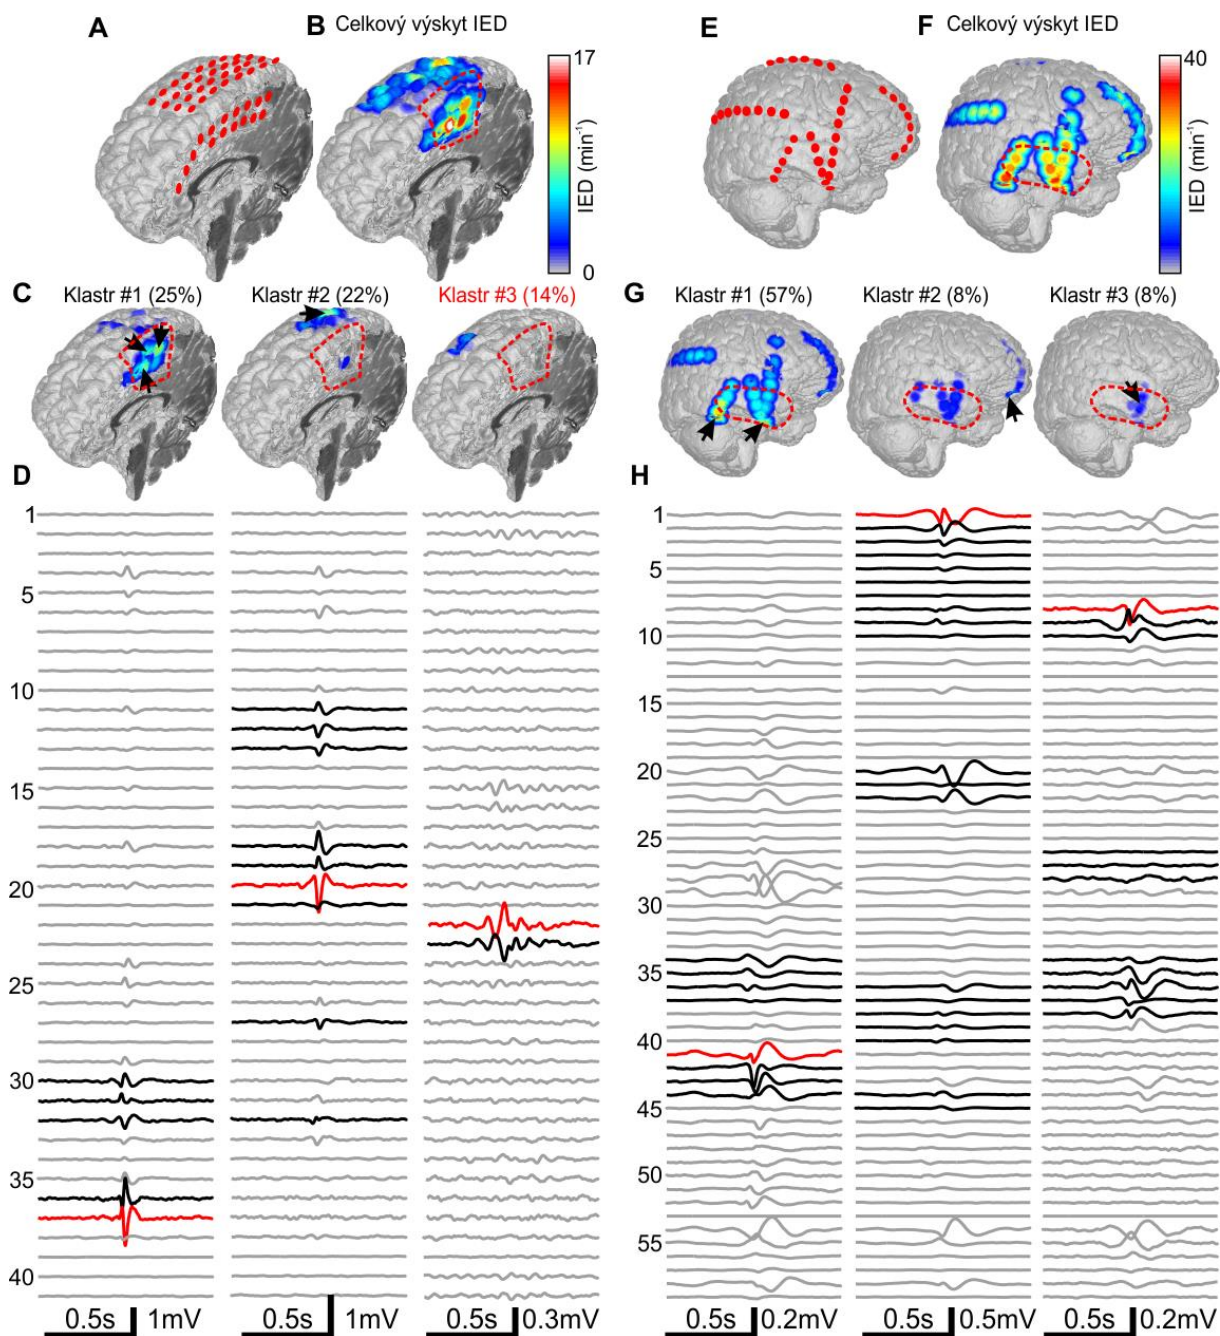 A
B Celkový výskyt IED
17
IED (min⁻¹)
0
E
F Celkový výskyt IED
40
IED (min⁻¹)
0
C
Klastr #1 (25%)
Klastr #2 (22%)
Klastr #3 (14%)
G
Klastr #1 (57%)
Klastr #2 (8%)
Klastr #3 (8%)
D
1
5
10
15
20
25
30
35
40
0.5s 1mV
0.5s 1mV
0.5s 0.3mV
H
1
5
10
15
20
25
30
35
40
45
50
55
0.5s 0.2mV
0.5s 0.5mV
0.5s 0.2mV